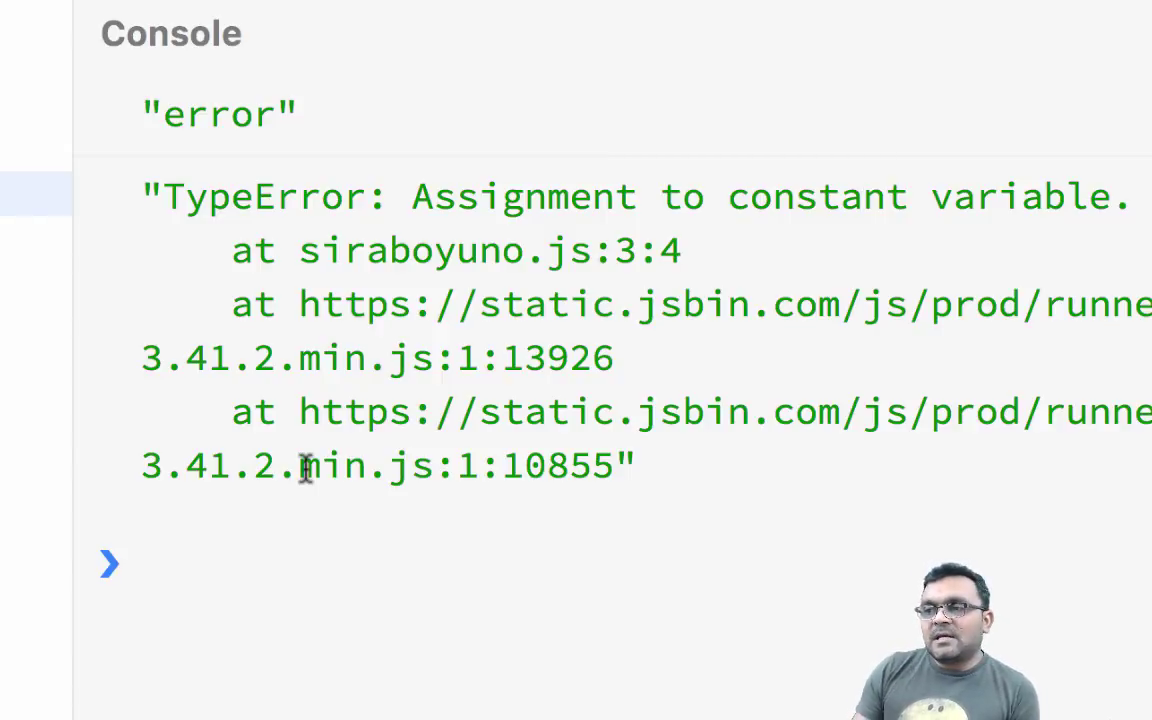 Console
"error"
"TypeError: Assignment to constant variable.
at siraboyuno.js:3:4
at https://static.jsbin.com/js/prod/runne
3.41.2.min.js:1:13926
at https://static.jsbin.com/js/prod/runne
3.41.2.min.js:1:10855"